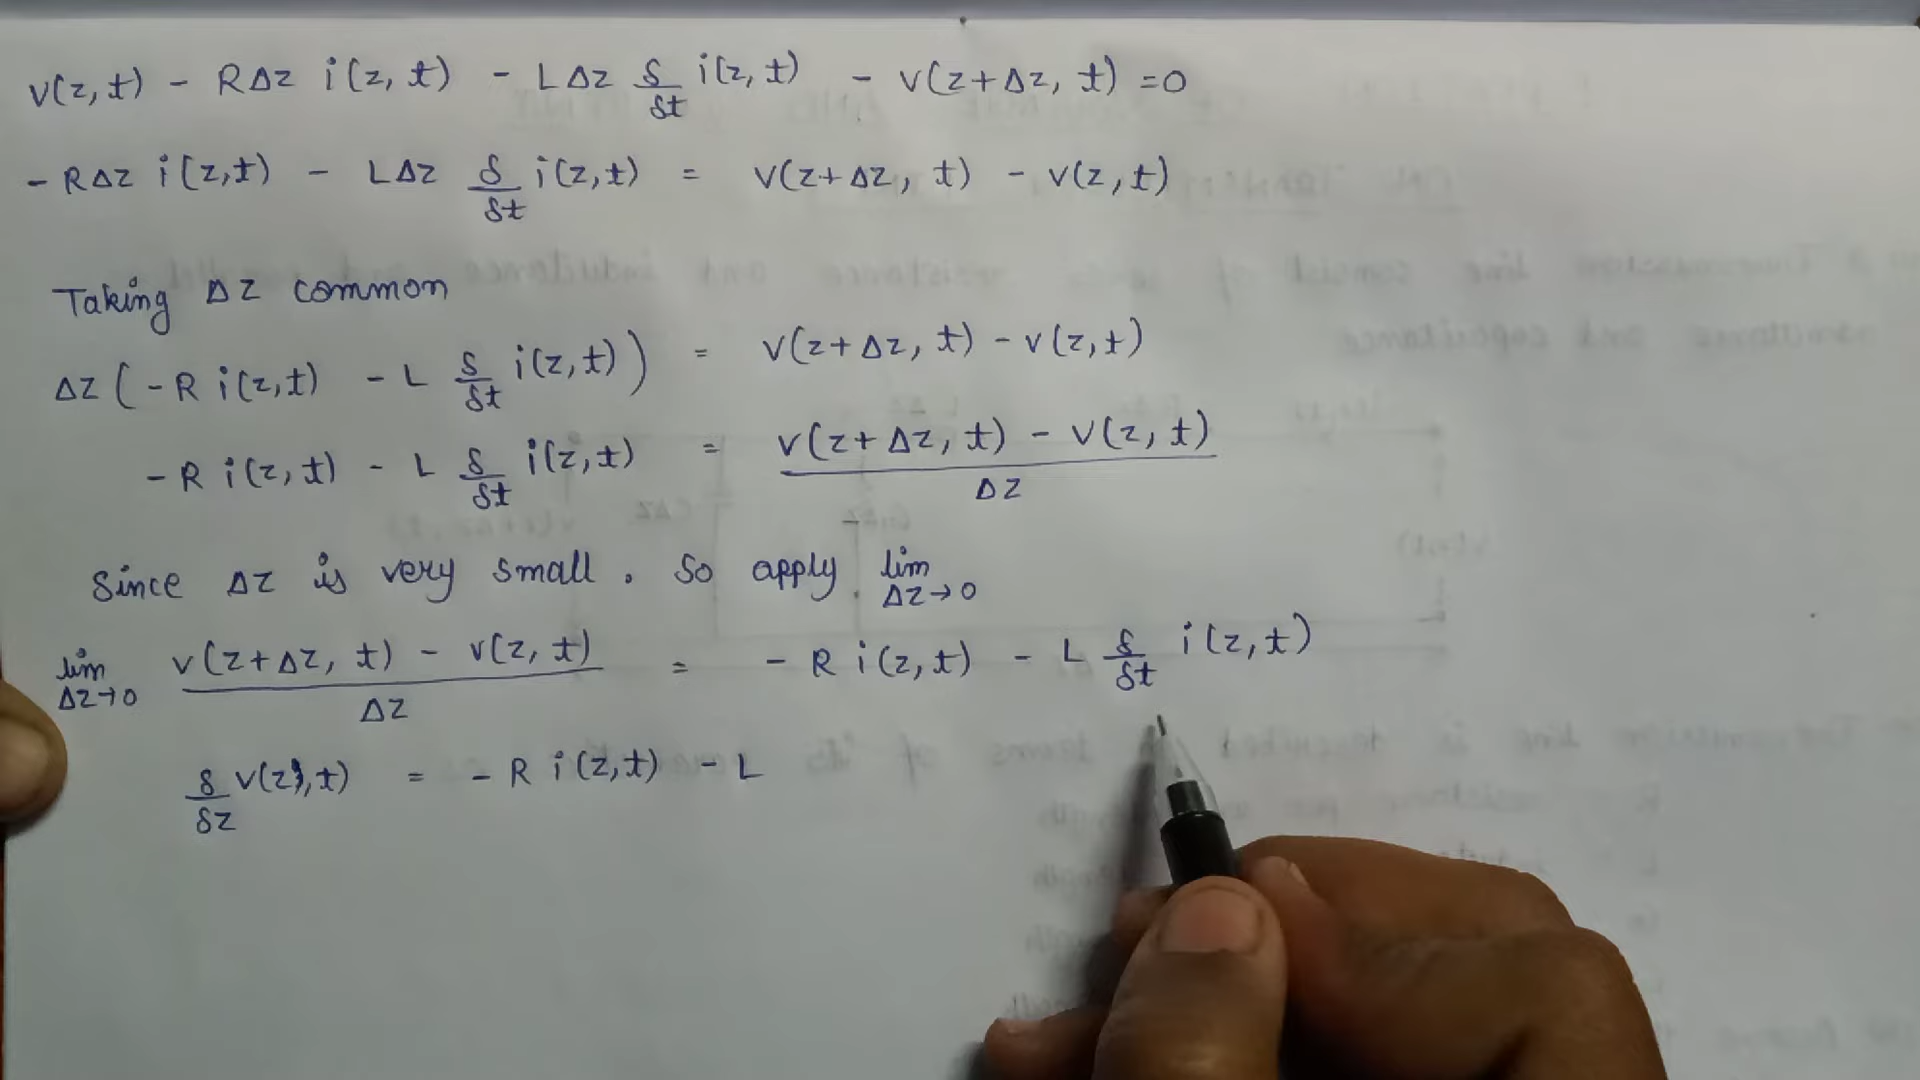 v(z,t) - RΔz i(z,t) - LΔz δ/δt i(z,t) - v(z+Δz, t) = 0
- RΔz i(z,t) - LΔz δ/δt i(z,t) = v(z+Δz, t) - v(z,t)
Taking Δz common
Δz(-R i(z,t) - L δ/δt i(z,t)) = v(z+Δz, t) - v(z,t)
-R i(z,t) - L δ/δt i(z,t) = v(z+Δz, t) - v(z,t) / Δz
Since Δz is very small. So apply lim Δz→0
lim Δz→0 v(z+Δz, t) - v(z,t) / Δz = - R i(z,t) - L δ/δt i(z,t)
δ/δz v(z,t) = - R i(z,t) - L